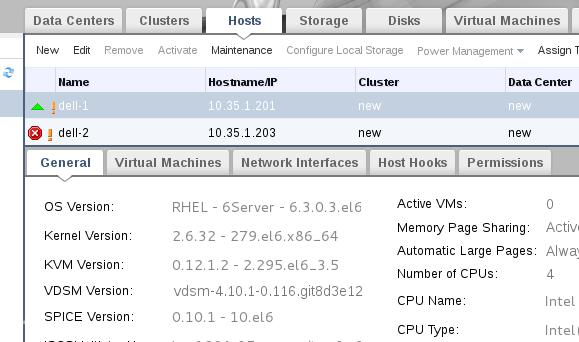 Data Centers Clusters Hosts Storage Disks Virtual Machines
New Edit Remove Activate Maintenance Configure Local Storage Power Management Assign
Name Hostname/IP Cluster Data Center
dell-1 10.35.1.201 new new
dell-2 10.35.1.203 new new
General Virtual Machines Network Interfaces Host Hooks Permissions
OS Version: RHEL - 6Server - 6.3.0.3.el6 Active VMs: 0
Kernel Version: 2.6.32 - 279.el6.x86_64 Memory Page Sharing:
KVM Version: 0.12.1.2 - 2.295.el6_3.5 Automatic Large Pages:
VDSM Version: vdsm-4.10.1-0.116.git8d3e12 Number of CPUs: 4
SPICE Version: 0.10.1 - 10.el6 CPU Name: Intel
CPU Type: Intel